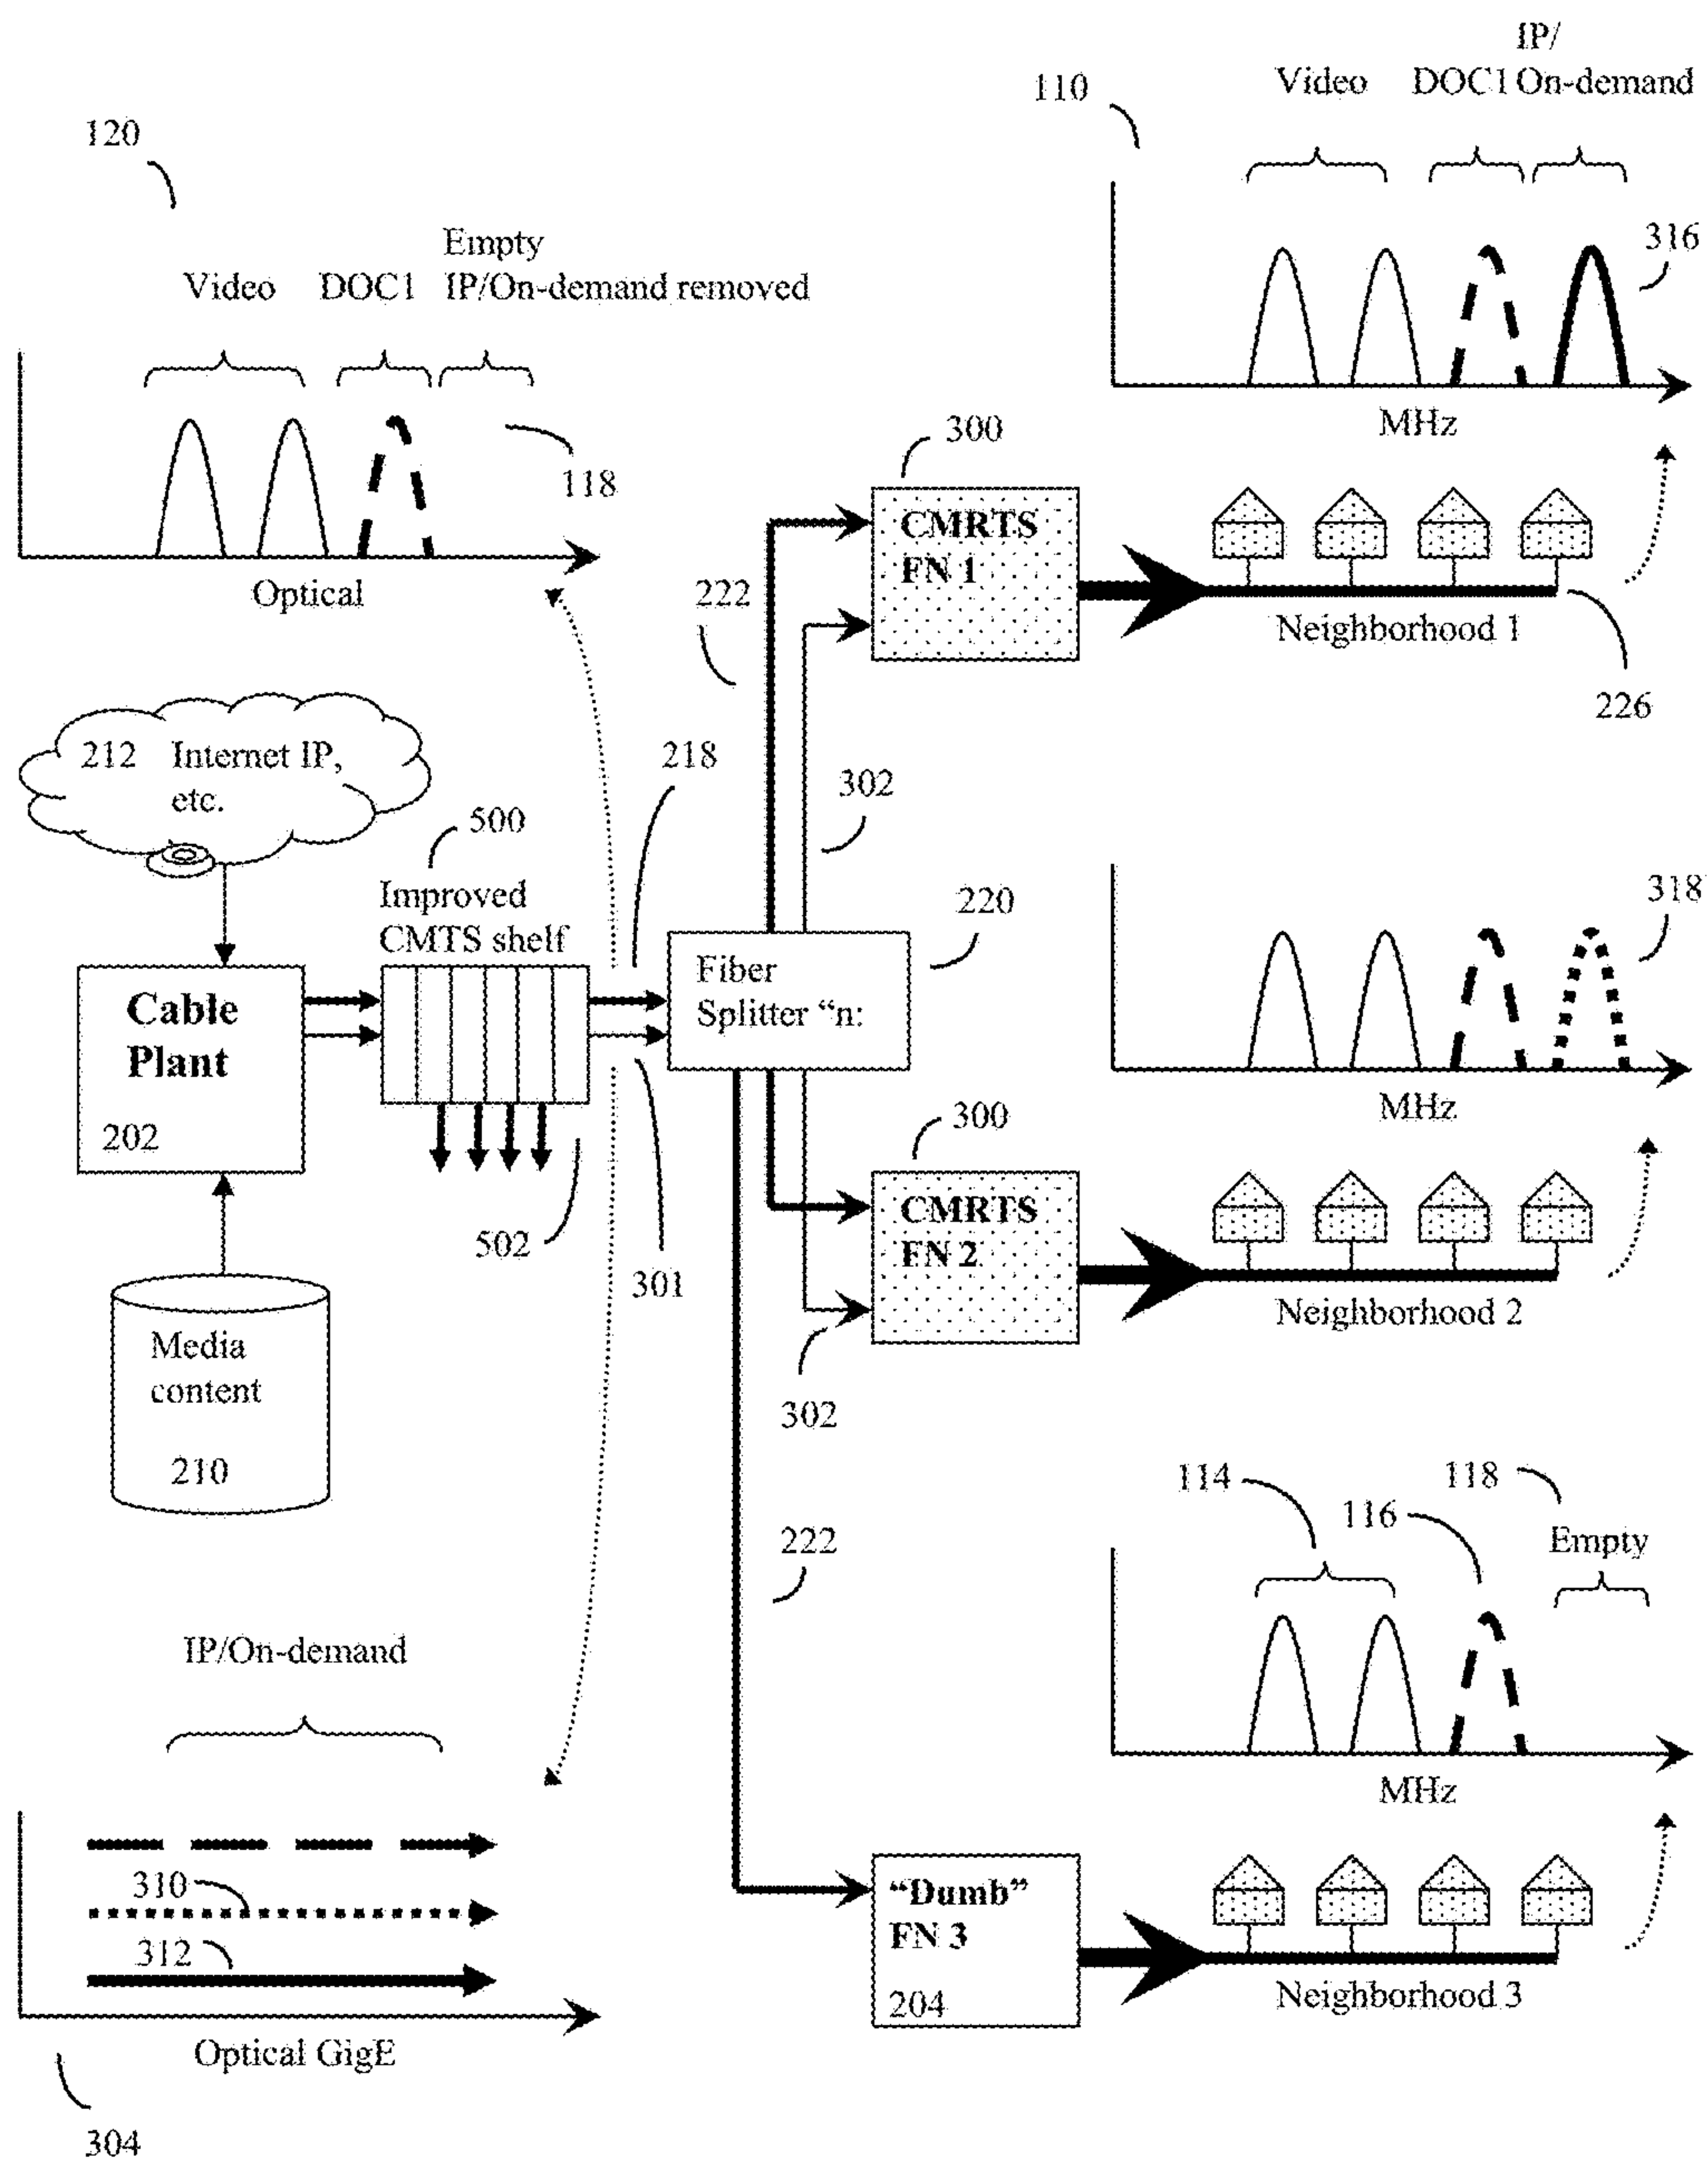 IP/
Video DOC1 On-demand
110
120
316
Empty
Video DOC1 IP/On-demand removed
MHz
118
Optical
300
CMRTS
FN 1
222
Neighborhood 1
226
212 Internet IP,
etc.
218
302
500
Improved
CMTS shelf
220
318
Fiber
Splitter “n:
Cable
Plant
202
MHz
300
CMRTS
FN 2
502
301
Neighborhood 2
302
Media
content
210
114
118
116
Empty
222
IP/On-demand
MHz
310
312
“Dumb”
FN 3
204
Neighborhood 3
Optical GigE
304